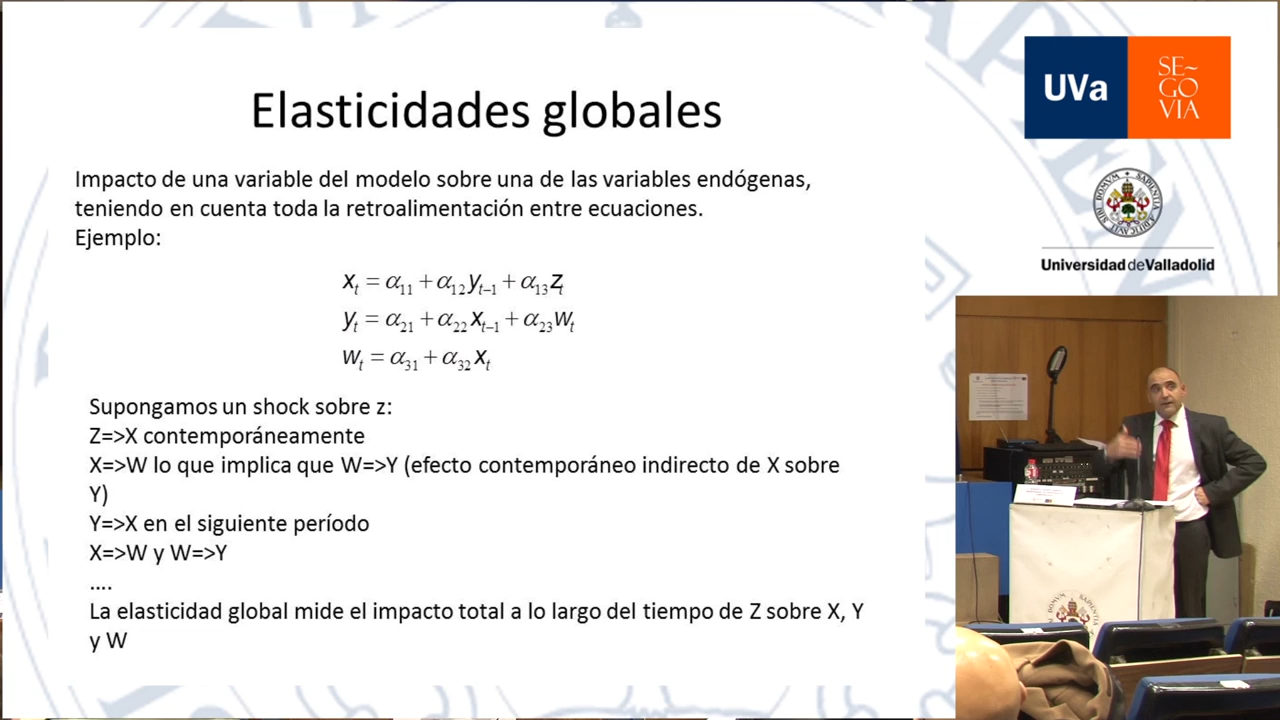 Elasticidades globales
Impacto de una variable del modelo sobre una de las variables endógenas,
teniendo en cuenta toda la retroalimentación entre ecuaciones.
Ejemplo:
xₜ = α₁₁ + α₁₂yₜ₋₁ + α₁₃zₜ
yₜ = α₂₁ + α₂₂xₜ₋₁ + α₂₃wₜ
wₜ = α₃₁ + α₃₂xₜ
Supongamos un shock sobre z:
Z=>X contemporáneamente
X=>W lo que implica que W=>Y (efecto contemporáneo indirecto de X sobre
Y)
Y=>X en el siguiente período
X=>W y W=>Y
....
La elasticidad global mide el impacto total a lo largo del tiempo de Z sobre X, Y
y W
UVa
SE~
GO
VIA
Universidad de Valladolid